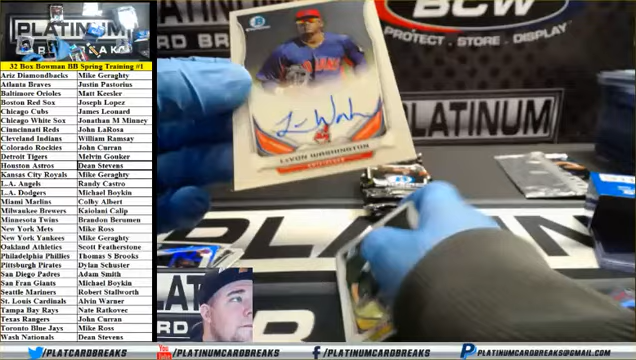 PLATINUM
CARD BREAKS
32 Box Bowman BB Spring Training #1
Ariz Diamondbacks Mike Geraghty
Atlanta Braves Justin Pastorius
Baltimore Orioles Matt Keesler
Boston Red Sox Joseph Lopez
Chicago Cubs James Leonard
Chicago White Sox Jonathan M Minney
Cinncinnati Reds John LaRosa
Clevleand Indians William Ramsay
Colorado Rockies John Curran
Detroit Tigers Melvin Gouker
Houston Astros Dean Stevens
Kansas City Royals Mike Geraghty
L.A. Angels Randy Castro
L.A. Dodgers Michael Boykin
Miami Marlins Colby Albert
Milwaukee Brewers Kaiolani Calip
Minnesota Twins Brandon Berumen
New York Mets Mike Ross
New York Yankees Mike Geraghty
Oakland Athletics Scott Featherstone
Philadelphia Phillies Thomas S Brooks
Pittsburgh Pirates Dylan Schuster
San Diego Padres Adam Smith
San Fran Giants Michael Boykin
Seattle Mariners Robert Stallworth
St. Louis Cardinals Alvin Warner
Tampa Bay Rays Nate Ratkovec
Texas Rangers John Curran
Toronto Blue Jays Mike Ross
Wash Nationals Dean Stevens
BCW
PROTECT . STORE . DISPLAY
PLATINUM
LEVON WASHINGTON
/PLATCARDBREAKS
/PLATINUMCARDBREAKS
/PLATINUMCARDBREAKS
PLATINUMCARDBREAKS@GMAIL.COM